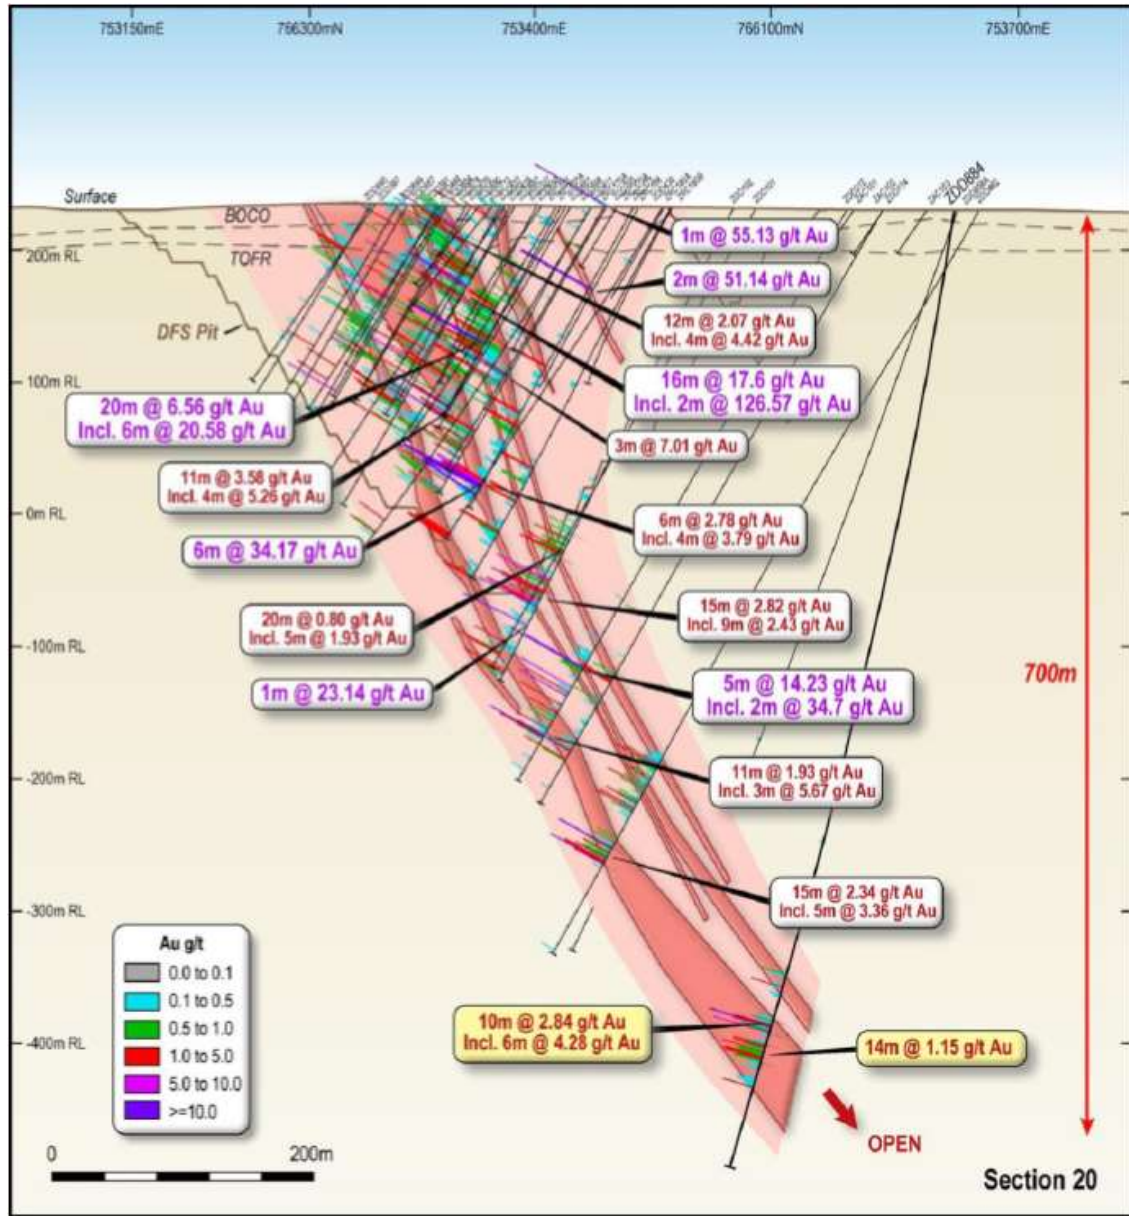 753150mE 766300mN 753400mE 766100mN 753700mE
Surface
ZDD884
BOCO
TOFR
200m RL
1m @ 55.13 g/t Au
2m @ 51.14 g/t Au
DFS Pit
12m @ 2.07 g/t Au
Incl. 4m @ 4.42 g/t Au
100m RL
16m @ 17.6 g/t Au
Incl. 2m @ 126.57 g/t Au
20m @ 6.56 g/t Au
Incl. 6m @ 20.58 g/t Au
3m @ 7.01 g/t Au
11m @ 3.58 g/t Au
Incl. 4m @ 5.26 g/t Au
0m RL
6m @ 2.78 g/t Au
Incl. 4m @ 3.79 g/t Au
6m @ 34.17 g/t Au
20m @ 0.80 g/t Au
Incl. 5m @ 1.93 g/t Au
15m @ 2.82 g/t Au
Incl. 9m @ 2.43 g/t Au
-100m RL
1m @ 23.14 g/t Au
5m @ 14.23 g/t Au
Incl. 2m @ 34.7 g/t Au
700m
-200m RL
11m @ 1.93 g/t Au
Incl. 3m @ 5.67 g/t Au
15m @ 2.34 g/t Au
Incl. 5m @ 3.36 g/t Au
-300m RL
-400m RL
10m @ 2.84 g/t Au
Incl. 6m @ 4.28 g/t Au
14m @ 1.15 g/t Au
OPEN
Au g/t
0.0 to 0.1
0.1 to 0.5
0.5 to 1.0
1.0 to 5.0
5.0 to 10.0
>=10.0
0 200m
Section 20